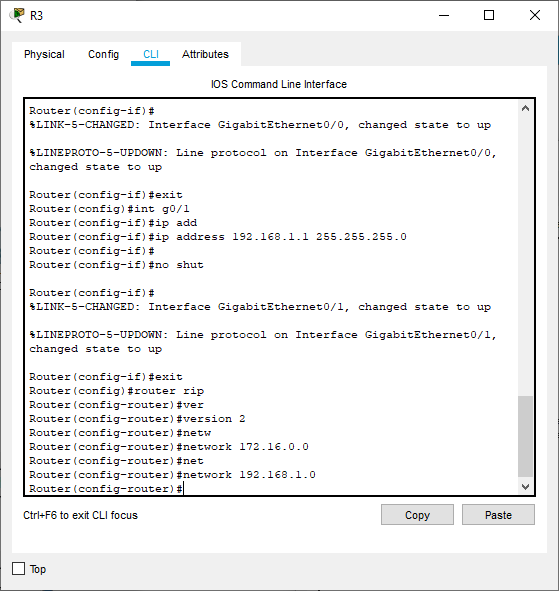 R3
Physical Config CLI Attributes
IOS Command Line Interface
Router(config-if)#
%LINK-5-CHANGED: Interface GigabitEthernet0/0, changed state to up
%LINEPROTO-5-UPDOWN: Line protocol on Interface GigabitEthernet0/0,
changed state to up
Router(config-if)#exit
Router(config)#int g0/1
Router(config-if)#ip add
Router(config-if)#ip address 192.168.1.1 255.255.255.0
Router(config-if)#
Router(config-if)#no shut
Router(config-if)#
%LINK-5-CHANGED: Interface GigabitEthernet0/1, changed state to up
%LINEPROTO-5-UPDOWN: Line protocol on Interface GigabitEthernet0/1,
changed state to up
Router(config-if)#exit
Router(config)#router rip
Router(config-router)#ver
Router(config-router)#version 2
Router(config-router)#netw
Router(config-router)#network 172.16.0.0
Router(config-router)#net
Router(config-router)#network 192.168.1.0
Router(config-router)#
Ctrl+F6 to exit CLI focus
Copy Paste
Top